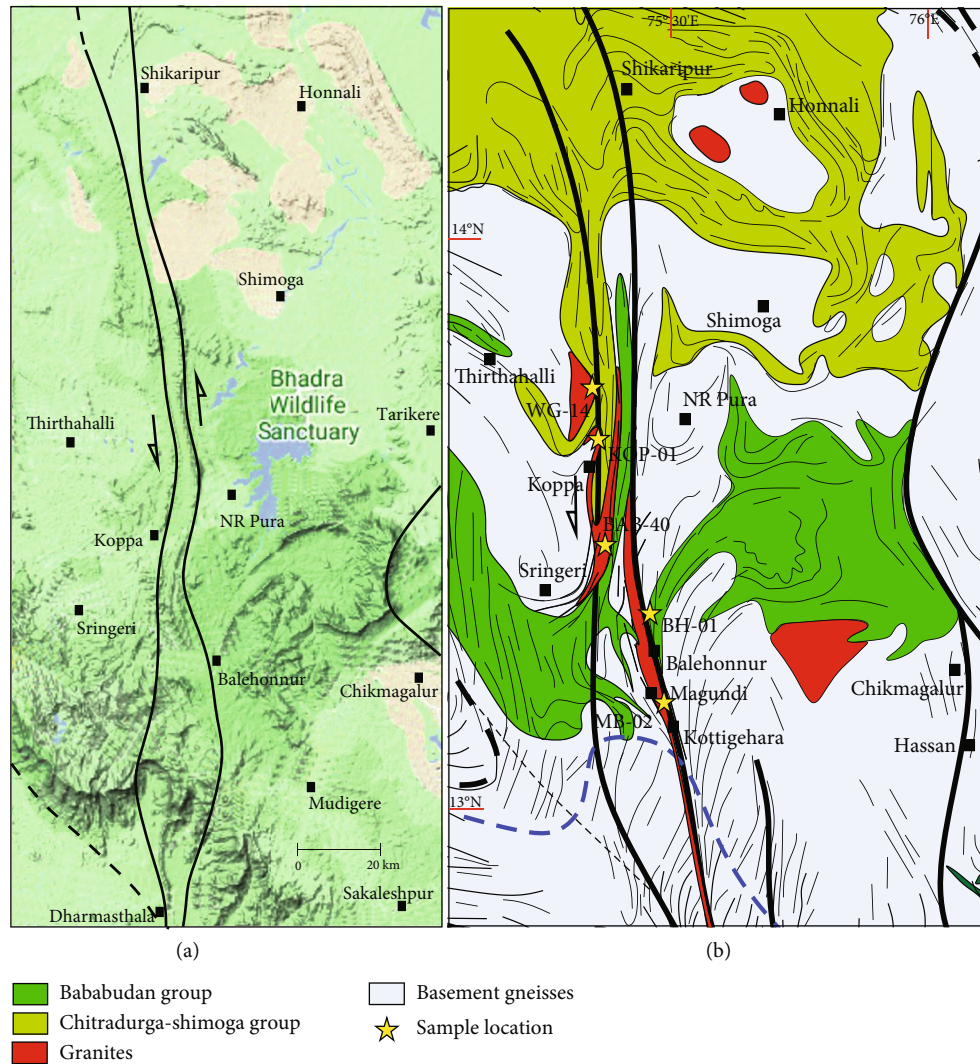 Shikaripur
Honnali
Shimoga
Bhadra
Wildlife
Sanctuary
Tarikere
Thirthahalli
NR Pura
Koppa
Sringeri
Balehonnur
Chikmagalur
Mudigere
0
20 km
Sakaleshpur
Dharmasthala
(a)
75° 30'E
76°E
Shikaripur
Honnali
14°N
Shimoga
Thirthahalli
WG-14
NR Pura
KOP-01
Koppa
BAB-40
Sringeri
BH-01
Balehonnur
Chikmagalur
Magundi
MB-02
Kottigehara
Hassan
13°N
(b)
Bababudan group
Chitradurga-shimoga group
Granites
Basement gneisses
Sample location